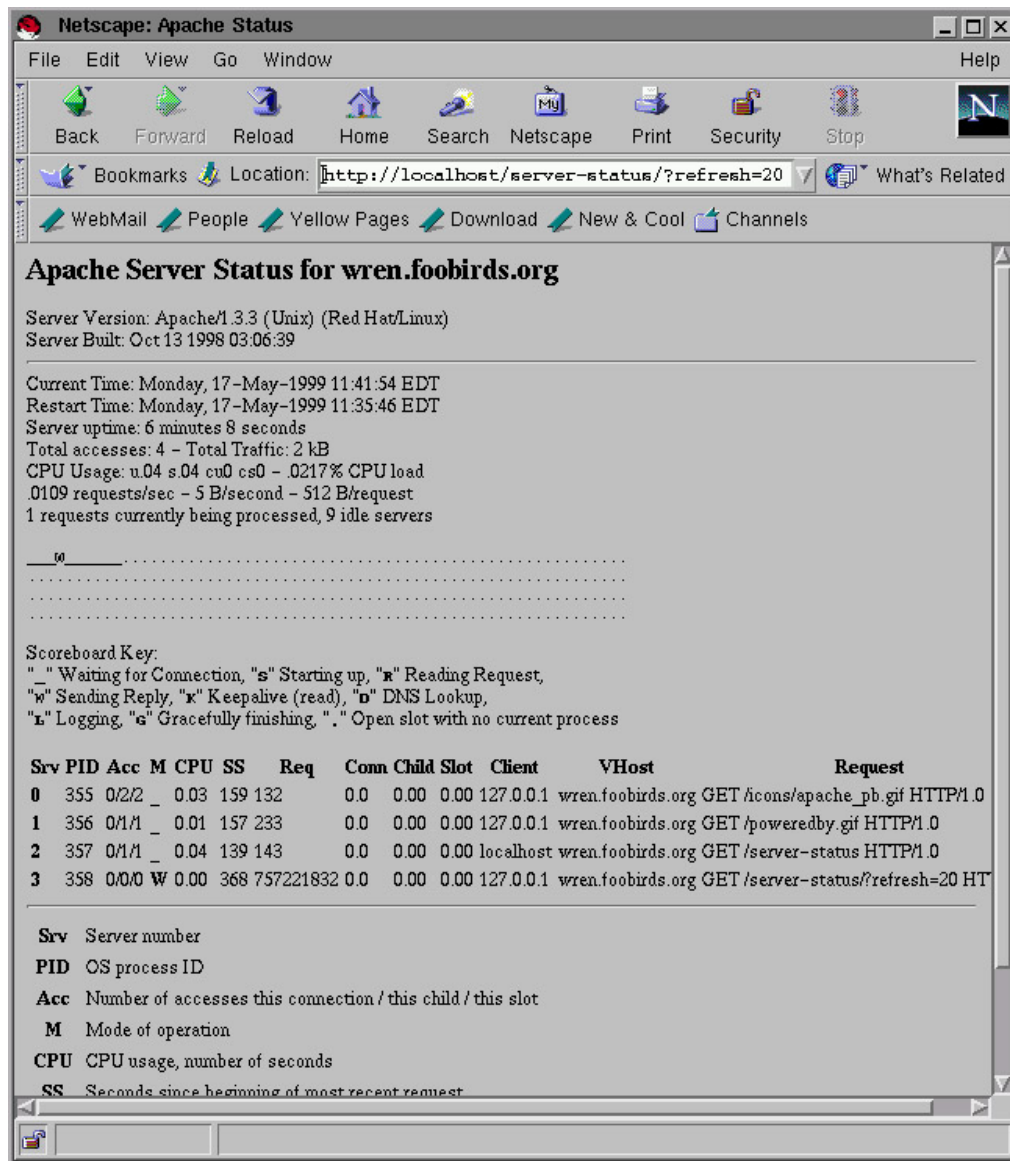 Netscape: Apache Status
File Edit View Go Window Help
Back Forward Reload Home Search Netscape Print Security Stop
My
N
Bookmarks Location: http://localhost/server-status/?refresh=20 What's Related
WebMail People Yellow Pages Download New & Cool Channels
Apache Server Status for wren.foobirds.org
Server Version: Apache/1.3.3 (Unix) (Red Hat/Linux)
Server Built: Oct 13 1998 03:06:39
Current Time: Monday, 17-May-1999 11:41:54 EDT
Restart Time: Monday, 17-May-1999 11:35:46 EDT
Server uptime: 6 minutes 8 seconds
Total accesses: 4 - Total Traffic: 2 kB
CPU Usage: u.04 s.04 cu0 cs0 - .0217% CPU load
.0109 requests/sec - 5 B/second - 512 B/request
1 requests currently being processed, 9 idle servers
___W______......................................................
................................................................
................................................................
................................................................
Scoreboard Key:
"_" Waiting for Connection, "S" Starting up, "R" Reading Request,
"W" Sending Reply, "K" Keepalive (read), "D" DNS Lookup,
"L" Logging, "G" Gracefully finishing, "." Open slot with no current process
Srv PID Acc M CPU SS Req Conn Child Slot Client VHost Request
0 355 0/2/2 _ 0.03 159 132 0.0 0.00 0.00 127.0.0.1 wren.foobirds.org GET /icons/apache_pb.gif HTTP/1.0
1 356 0/1/1 _ 0.01 157 233 0.0 0.00 0.00 127.0.0.1 wren.foobirds.org GET /poweredby.gif HTTP/1.0
2 357 0/1/1 _ 0.04 139 143 0.0 0.00 0.00 localhost wren.foobirds.org GET /server-status HTTP/1.0
3 358 0/0/0 W 0.00 368 757221832 0.0 0.00 0.00 127.0.0.1 wren.foobirds.org GET /server-status/?refresh=20 HT
Srv Server number
PID OS process ID
Acc Number of accesses this connection / this child / this slot
M Mode of operation
CPU CPU usage, number of seconds
SS Seconds since beginning of most recent request